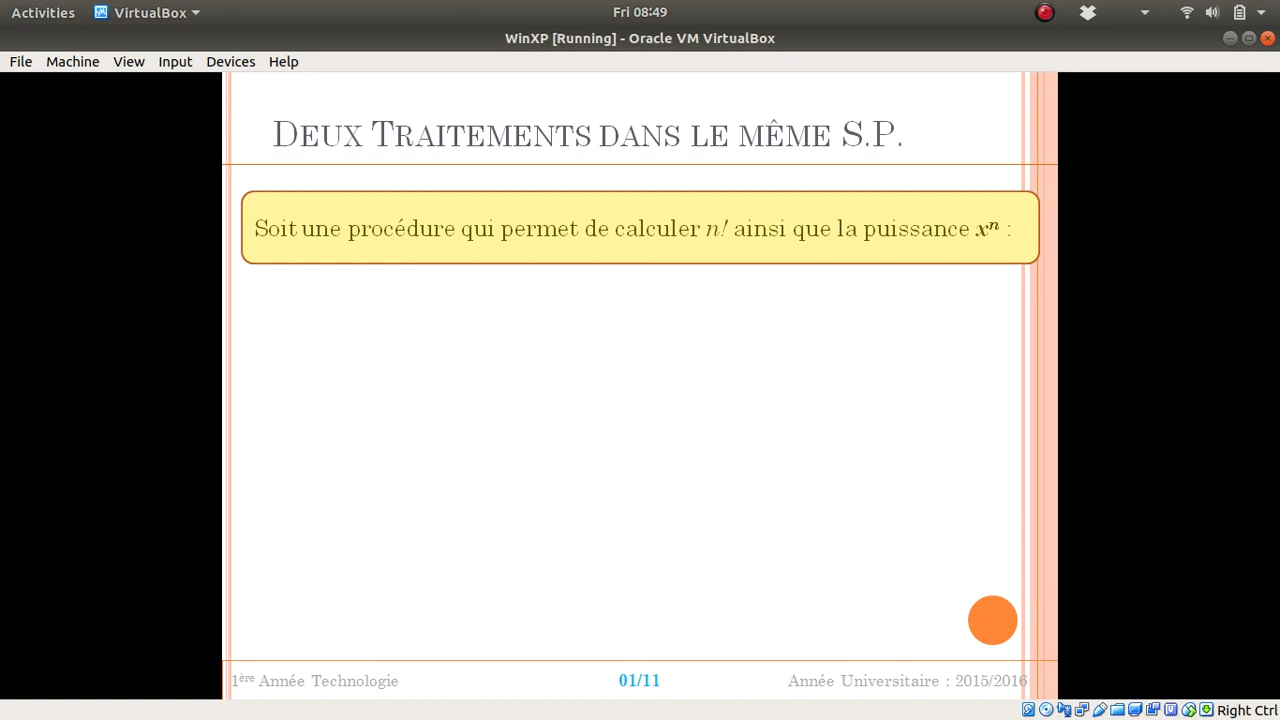 Activities VirtualBox Fri 08:49
WinXP [Running] - Oracle VM VirtualBox
File Machine View Input Devices Help
DEUX TRAITEMENTS DANS LE MÊME S.P.
Soit une procédure qui permet de calculer n! ainsi que la puissance xⁿ :
1ère Année Technologie 01/11 Année Universitaire : 2015/2016
Right Ctrl